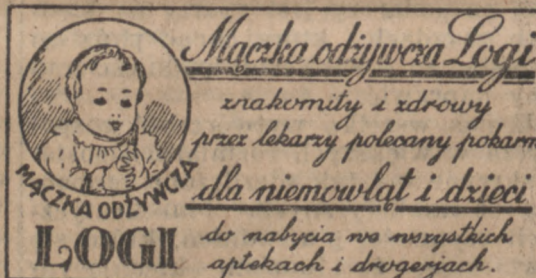 Mączka odżywcza Logi
znakomity i zdrowy
przez lekarzy polecany pokarm
dla niemowląt i dzieci
do nabycia we wszystkich
aptekach i drogerjach.
MĄCZKA ODŻYWCZA
LOGI